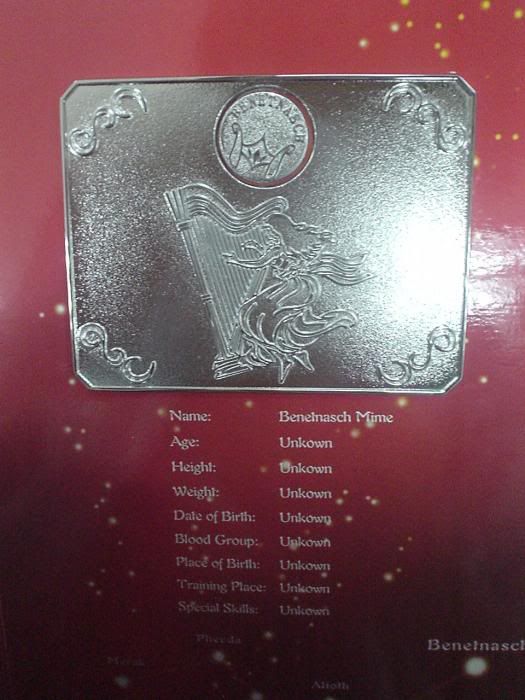 BENETNASCH
Name: Benetnasch Mime
Age: Unkown
Height: Unkown
Weight: Unkown
Date of Birth: Unkown
Blood Group: Unkown
Place of Birth: Unkown
Training Place: Unkown
Special Skills: Unkown
Phecda
Benetnasch
Merak
Alioth